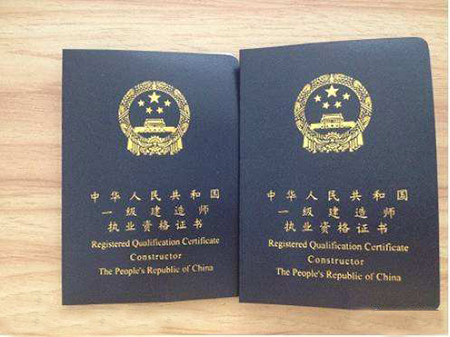 中华人民共和国
一级建造师
执业资格证书
Registered Qualification Certificate
Constructor
The People's Republic of China
中华人民共和国
一级建造师
执业资格证书
Registered Qualification Certificate
Constructor
The People's Republic of China